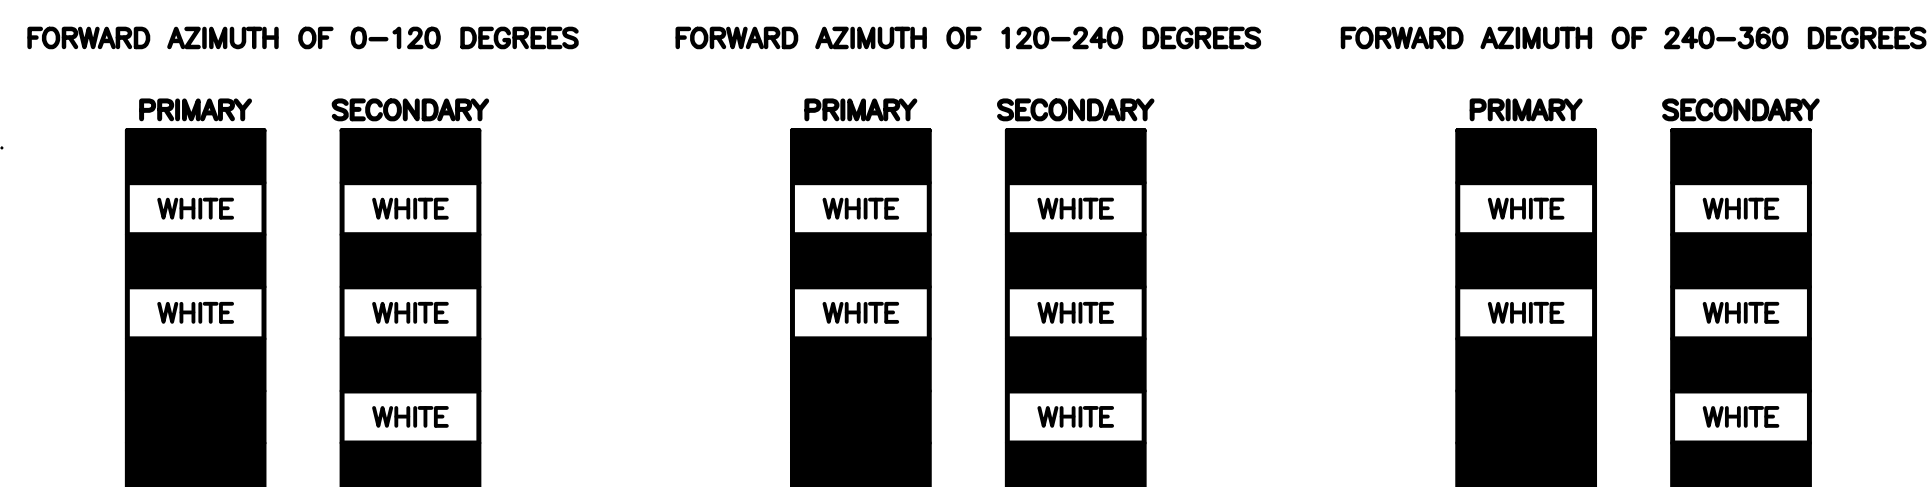 FORWARD AZIMUTH OF 0-120 DEGREES
PRIMARY SECONDARY
WHITE WHITE
WHITE WHITE
WHITE
FORWARD AZIMUTH OF 120-240 DEGREES
PRIMARY SECONDARY
WHITE WHITE
WHITE WHITE
WHITE
FORWARD AZIMUTH OF 240-360 DEGREES
PRIMARY SECONDARY
WHITE WHITE
WHITE WHITE
WHITE